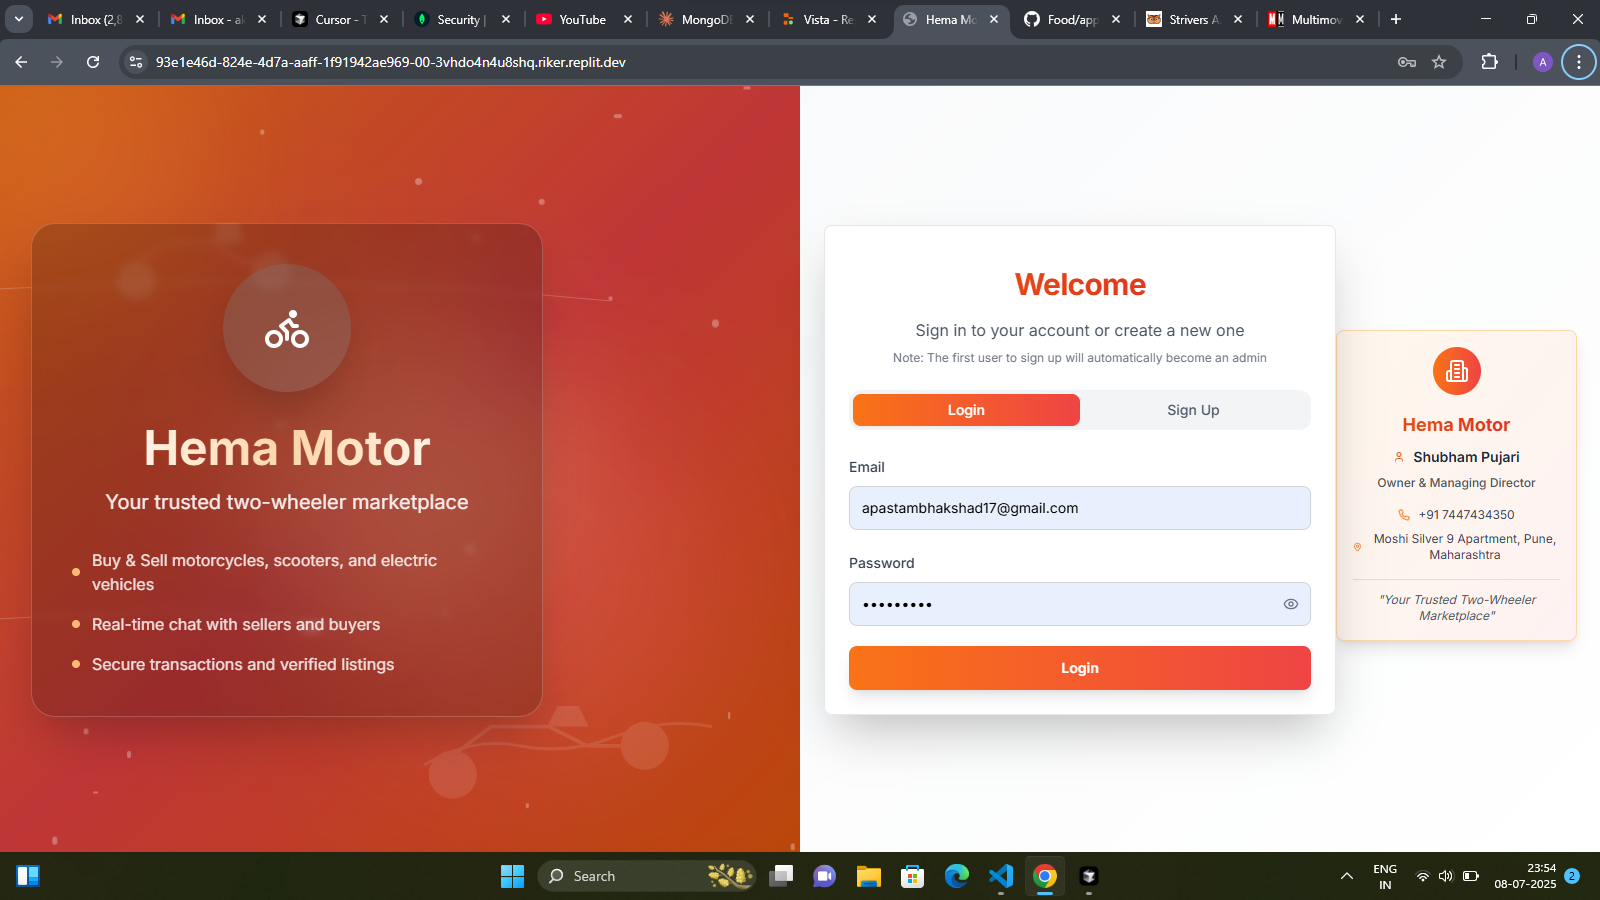 Inbox (2,8
Inbox - a
Cursor - T
Security |
YouTube
MongoDB
Vista - Re
Hema Mo
Food/app
Strivers A
Multimov
93e1e46d-824e-4d7a-aaff-1f91942ae969-00-3vhdo4n4u8shq.riker.replit.dev
A
Hema Motor
Your trusted two-wheeler marketplace
Buy & Sell motorcycles, scooters, and electric
vehicles
Real-time chat with sellers and buyers
Secure transactions and verified listings
Welcome
Sign in to your account or create a new one
Note: The first user to sign up will automatically become an admin
Login
Sign Up
Email
apastambhakshad17@gmail.com
Password
•••••••••
Login
Hema Motor
Shubham Pujari
Owner & Managing Director
+91 7447434350
Moshi Silver 9 Apartment, Pune,
Maharashtra
"Your Trusted Two-Wheeler
Marketplace"
Search
ENG
IN
23:54
08-07-2025
2